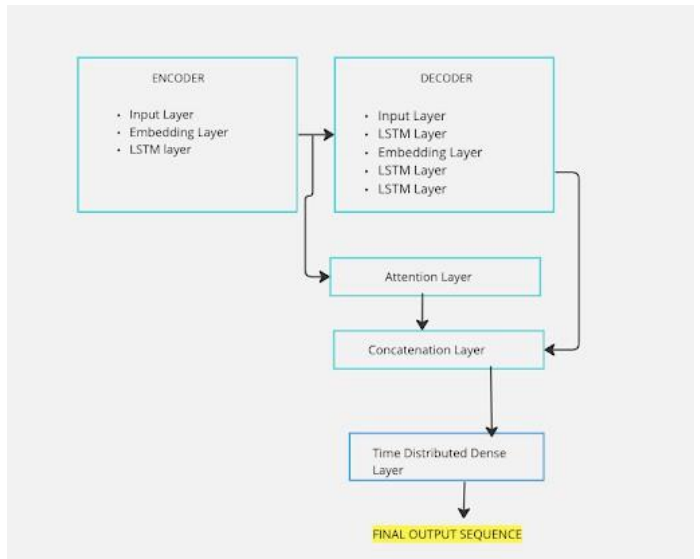 ENCODER
• Input Layer
• Embedding Layer
• LSTM layer
DECODER
• Input Layer
• LSTM Layer
• Embedding Layer
• LSTM Layer
• LSTM Layer
Attention Layer
Concatenation Layer
Time Distributed Dense
Layer
FINAL OUTPUT SEQUENCE